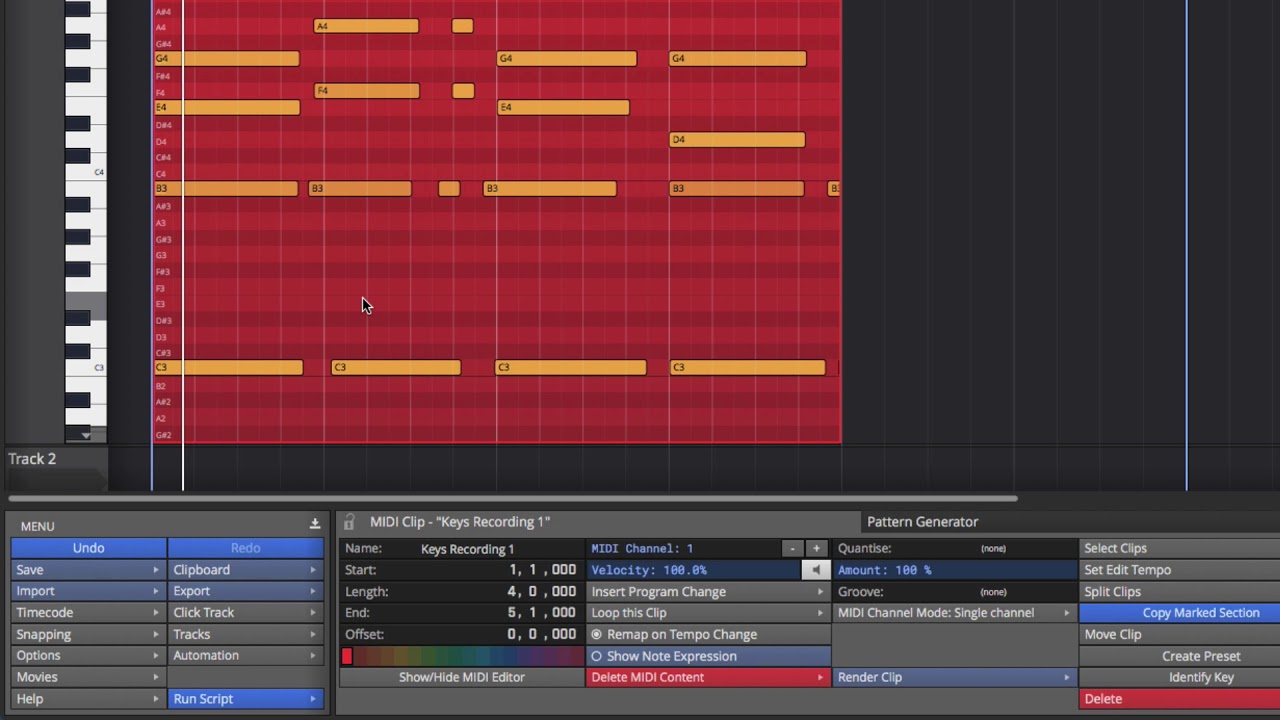 A#4
A4 A4
G#4
G4 G4 G4
F#4
F4 F4
E4 E4
D#4
D4 D4
C#4
C4 C4
B3 B3 B3 B3 B3
A#3
A3
G#3
G3
F#3
F3
E3
D#3
D3
C#3
C3 C3 C3 C3 C3
B2
A#2
A2
G#2
Track 2
MENU
Undo Redo
Save Clipboard
Import Export
Timecode Click Track
Snapping Tracks
Options Automation
Movies
Help Run Script
MIDI Clip - "Keys Recording 1" Pattern Generator
Name: Keys Recording 1 MIDI Channel: 1 - + Quantise: (none) Select Clips
Start: 1, 1 ,000 Velocity: 100.0% Amount: 100 % Set Edit Tempo
Length: 4, 0 ,000 Insert Program Change Groove: (none) Split Clips
End: 5, 1 ,000 Loop this Clip MIDI Channel Mode: Single channel Copy Marked Section
Offset: 0, 0 ,000 Remap on Tempo Change Move Clip
Show Note Expression Create Preset
Show/Hide MIDI Editor Delete MIDI Content Render Clip Identify Key
Delete